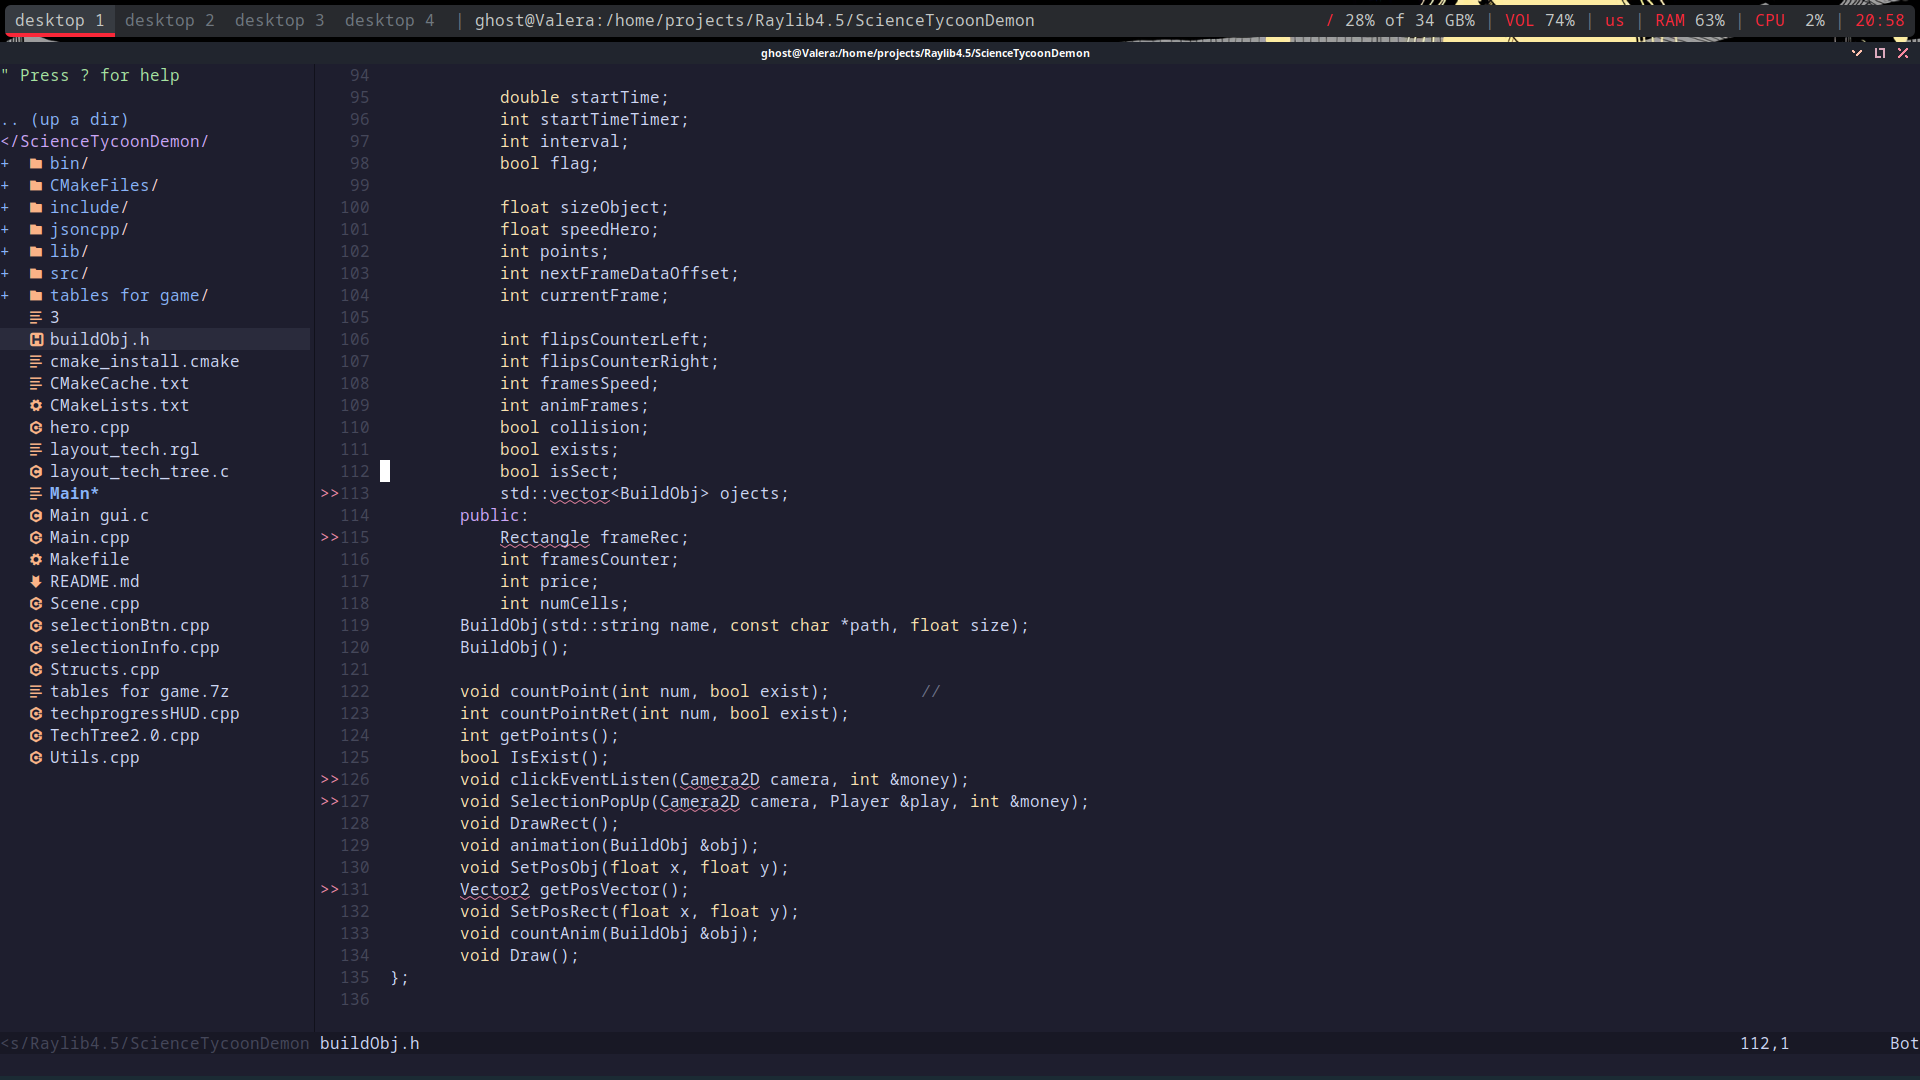 desktop 1 desktop 2 desktop 3 desktop 4 | ghost@Valera:/home/projects/Raylib4.5/ScienceTycoonDemon / 28% of 34 GB% | VOL 74% | us | RAM 63% | CPU 2% | 20:58
ghost@Valera:/home/projects/Raylib4.5/ScienceTycoonDemon
" Press ? for help
.. (up a dir)
</ScienceTycoonDemon/
+ bin/
+ CMakeFiles/
+ include/
+ jsoncpp/
+ lib/
+ src/
+ tables for game/
3
buildObj.h
cmake_install.cmake
CMakeCache.txt
CMakeLists.txt
hero.cpp
layout_tech.rgl
layout_tech_tree.c
Main*
Main gui.c
Main.cpp
Makefile
README.md
Scene.cpp
selectionBtn.cpp
selectionInfo.cpp
Structs.cpp
tables for game.7z
techprogressHUD.cpp
TechTree2.0.cpp
Utils.cpp
94
95 double startTime;
96 int startTimeTimer;
97 int interval;
98 bool flag;
99
100 float sizeObject;
101 float speedHero;
102 int points;
103 int nextFrameDataOffset;
104 int currentFrame;
105
106 int flipsCounterLeft;
107 int flipsCounterRight;
108 int framesSpeed;
109 int animFrames;
110 bool collision;
111 bool exists;
112 bool isSect;
>>113 std::vector<BuildObj> ojects;
114 public:
>>115 Rectangle frameRec;
116 int framesCounter;
117 int price;
118 int numCells;
119 BuildObj(std::string name, const char *path, float size);
120 BuildObj();
121
122 void countPoint(int num, bool exist); //
123 int countPointRet(int num, bool exist);
124 int getPoints();
125 bool IsExist();
>>126 void clickEventListen(Camera2D camera, int &money);
>>127 void SelectionPopUp(Camera2D camera, Player &play, int &money);
128 void DrawRect();
129 void animation(BuildObj &obj);
130 void SetPosObj(float x, float y);
>>131 Vector2 getPosVector();
132 void SetPosRect(float x, float y);
133 void countAnim(BuildObj &obj);
134 void Draw();
135 };
136
<s/Raylib4.5/ScienceTycoonDemon buildObj.h 112,1 Bot